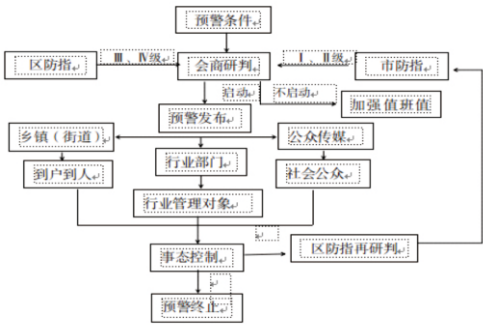 预警条件
Ⅲ、Ⅳ级
Ⅰ、Ⅱ级
区防指
会商研判
市防指
启动
不启动
加强值班值
预警发布
乡镇（街道）
公众传媒
行业部门
到户到人
社会公众
行业管理对象
事态控制
区防指再研判
预警终止